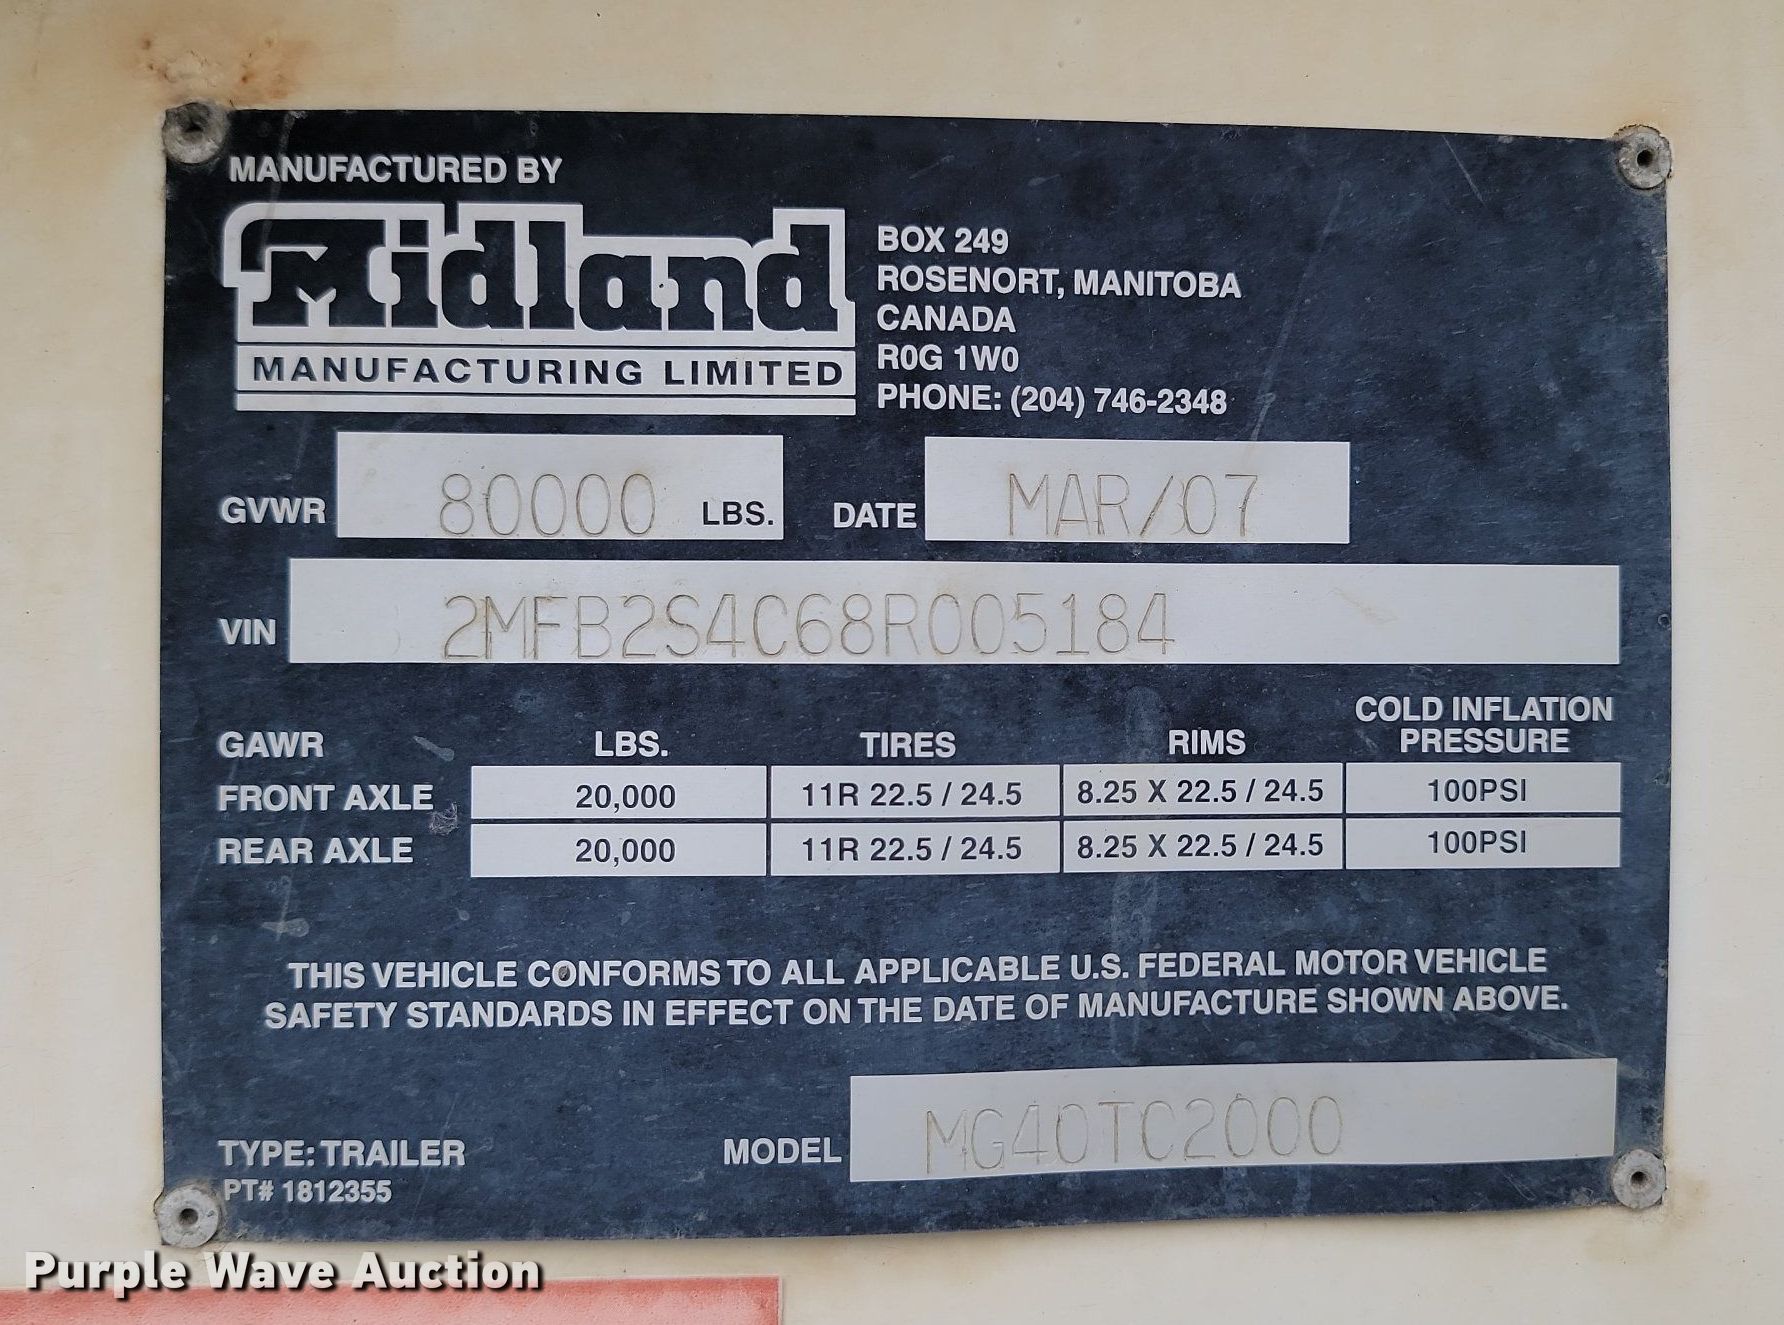 MANUFACTURED BY
Midland
MANUFACTURING LIMITED
BOX 249
ROSENORT, MANITOBA
CANADA
R0G 1W0
PHONE: (204) 746-2348
GVWR 80000 LBS. DATE MAR/07
VIN 2MFB2S4C68R005184
GAWR LBS. TIRES RIMS COLD INFLATION PRESSURE
FRONT AXLE 20,000 11R 22.5 / 24.5 8.25 X 22.5 / 24.5 100PSI
REAR AXLE 20,000 11R 22.5 / 24.5 8.25 X 22.5 / 24.5 100PSI
THIS VEHICLE CONFORMS TO ALL APPLICABLE U.S. FEDERAL MOTOR VEHICLE
SAFETY STANDARDS IN EFFECT ON THE DATE OF MANUFACTURE SHOWN ABOVE.
TYPE: TRAILER MODEL MG40TC2000
PT# 1812355
Purple Wave Auction